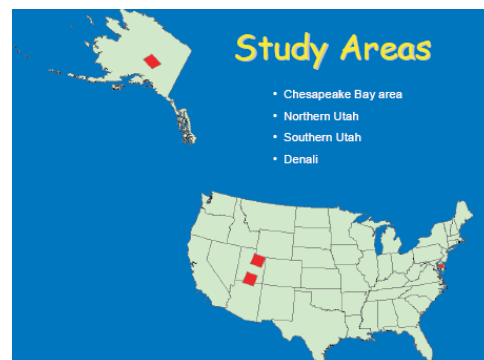 Study Areas
• Chesapeake Bay area
• Northern Utah
• Southern Utah
• Denali